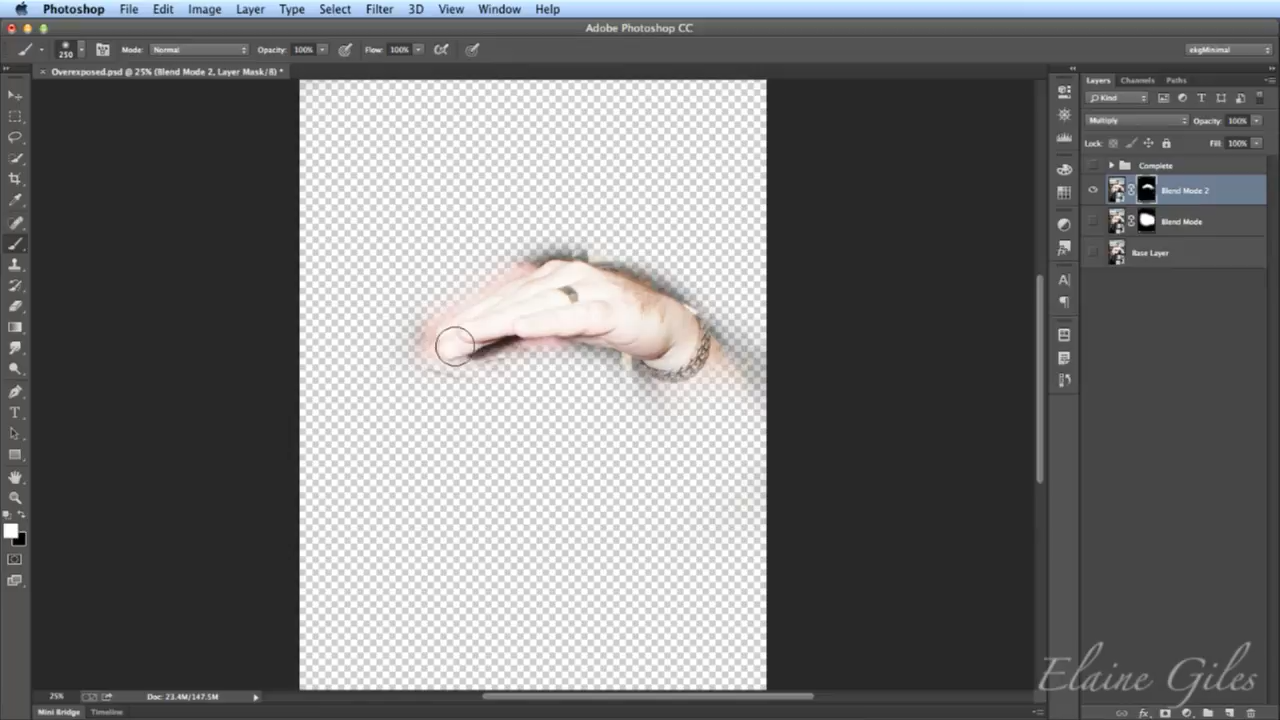 Photoshop File Edit Image Layer Type Select Filter 3D View Window Help
Adobe Photoshop CC
250 Mode: Normal Opacity: 100% Flow: 100% ekgMinimal
× Overexposed.psd @ 25% (Blend Mode 2, Layer Mask/8) *
Layers Channels Paths
Kind
Multiply Opacity: 100%
Lock: Fill: 100%
Complete
Blend Mode 2
Blend Mode
Base Layer
25% Doc: 23.4M/147.5M
Mini Bridge Timeline
Elaine Giles